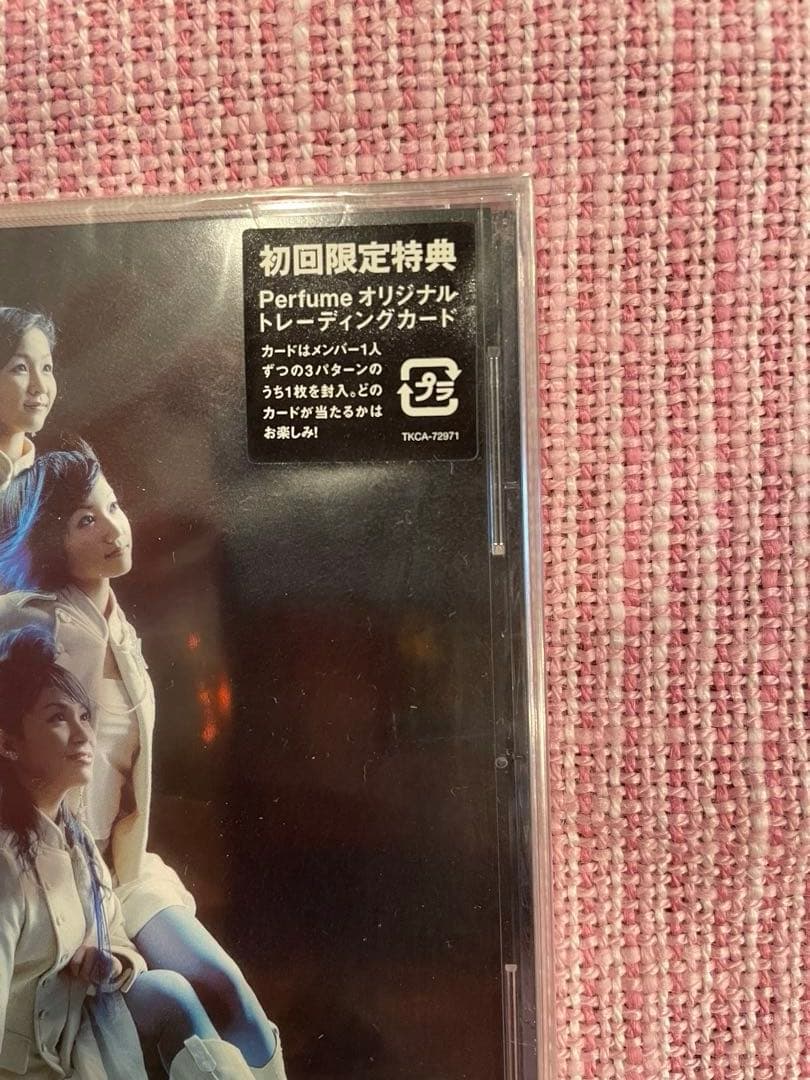 初回限定特典
Perfume オリジナル
トレーディングカード
カードはメンバー1人
ずつの3パターンの
うち1枚を封入。どの
カードが当たるかは
お楽しみ!
プラ
TKCA-72971